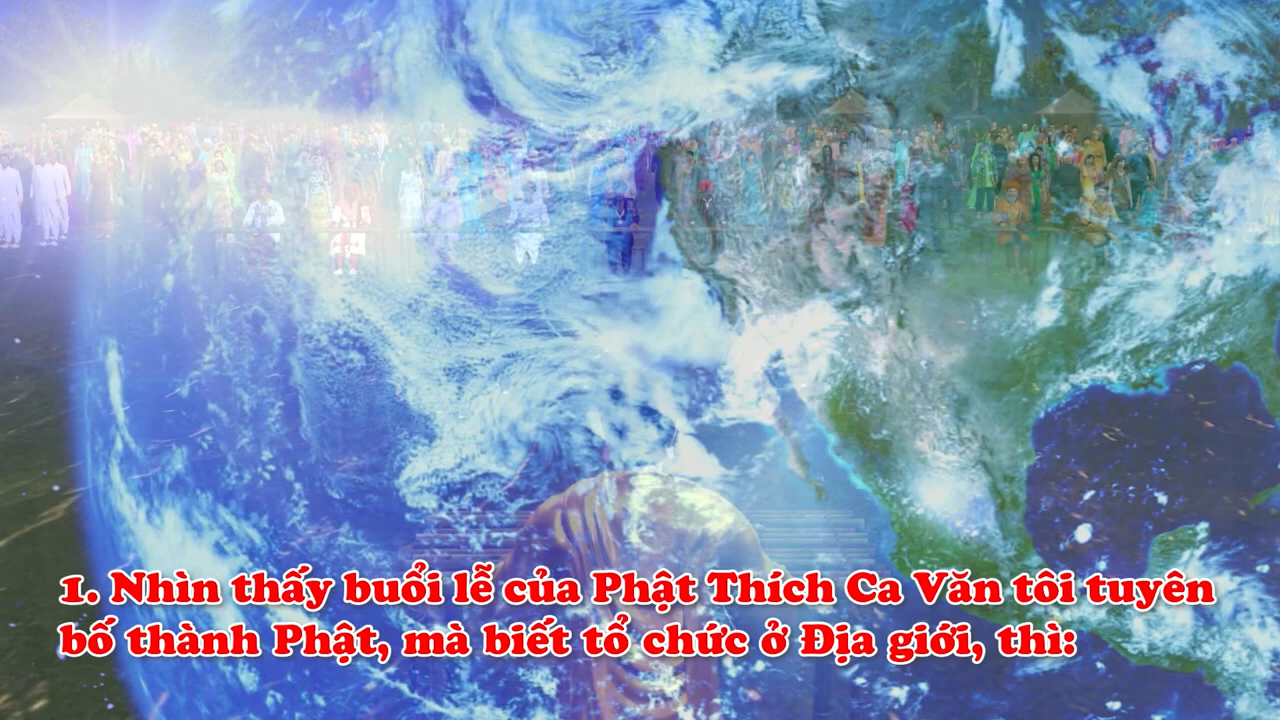 1. Nhìn thấy buổi lễ của Phật Thích Ca Văn tôi tuyên
bố thành Phật, mà biết tổ chức ở Địa giới, thì: